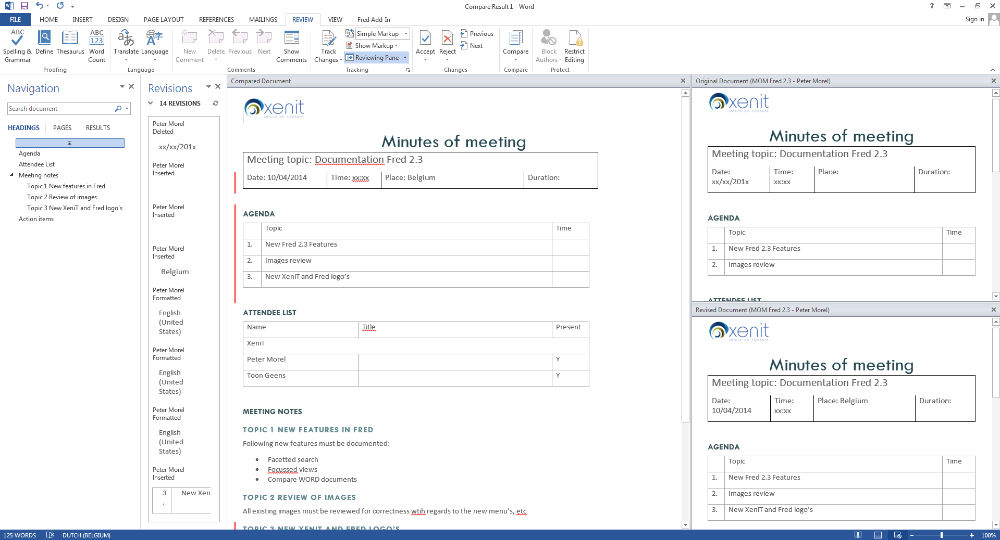 Compare Result 1 - Word
?
FILE HOME INSERT DESIGN PAGE LAYOUT REFERENCES MAILINGS REVIEW VIEW Fred Add-In Sign in
ABC Spelling & Grammar
Define
Thesaurus
ABC 123 Word Count
Proofing
Translate
Language
Language
New Comment
Delete
Previous
Next
Show Comments
Comments
Track Changes
Simple Markup
Show Markup
Reviewing Pane
Tracking
Accept
Reject
Previous
Next
Changes
Compare
Compare
Block Authors
Restrict Editing
Protect
Navigation
Search document
HEADINGS PAGES RESULTS
Agenda
Attendee List
Meeting notes
Topic 1 New features in Fred
Topic 2 Review of images
Topic 3 New XeniT and Fred logo's
Action items
Revisions
14 REVISIONS
Peter Morel
Deleted
xx/xx/201x
Peter Morel
Inserted
Peter Morel
Inserted
Peter Morel
Inserted
Belgium
Peter Morel
Formatted
English
(United
States)
Peter Morel
Formatted
English
(United
States)
Peter Morel
Formatted
English
(United
States)
Peter Morel
Inserted
3 New Xen
.
Compared Document
xenit
return on content
Minutes of meeting
Meeting topic: Documentation Fred 2.3
Date: 10/04/2014 Time: xx:xx Place: Belgium Duration:
AGENDA
Topic Time
1. New Fred 2.3 Features
2. Images review
3. New XeniT and Fred logo's
ATTENDEE LIST
Name Title Present
XeniT
Peter Morel Y
Toon Geens Y
MEETING NOTES
TOPIC 1 NEW FEATURES IN FRED
Following new features must be documented:
• Facetted search
• Focussed views
• Compare WORD documents
TOPIC 2 REVIEW OF IMAGES
All existing images must be reviewed for correctness wtih regards to the new menu's, etc
TOPIC 3 NEW XENIT AND FRED LOGO'S
Original Document (MOM Fred 2.3 - Peter Morel)
xenit
return on content
Minutes of meeting
Meeting topic: Documentation Fred 2.3
Date: Time: Place: Duration:
xx/xx/201x xx:xx
AGENDA
Topic Time
1. New Fred 2.3 Features
2. Images review
ATTENDEE LIST
Revised Document (MOM Fred 2.3 - Peter Morel)
xenit
return on content
Minutes of meeting
Meeting topic: Documentation Fred 2.3
Date: Time: Place: Belgium Duration:
10/04/2014 xx:xx
AGENDA
Topic Time
1. New Fred 2.3 Features
2. Images review
3. New XeniT and Fred logo's
125 WORDS DUTCH (BELGIUM) 100%